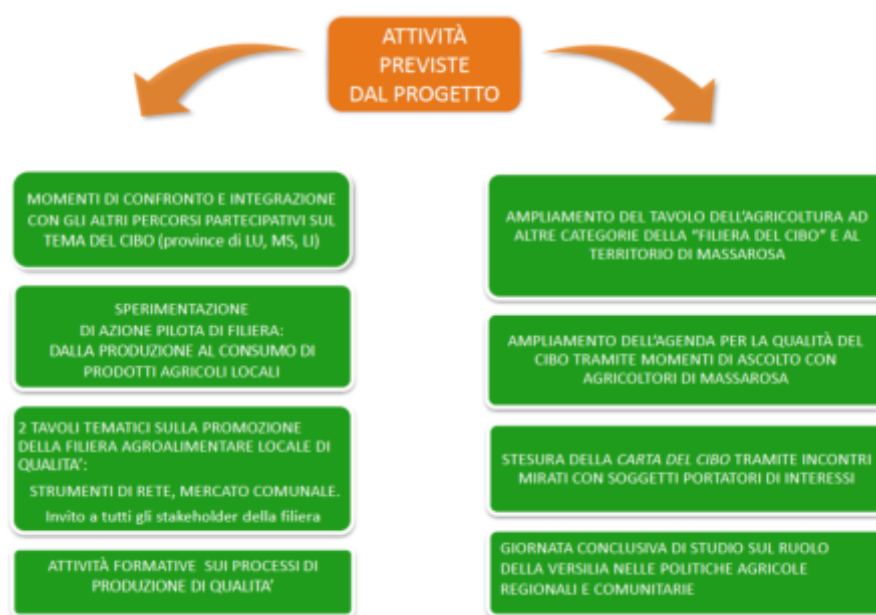 ATTIVITÀ
PREVISTE
DAL PROGETTO
MOMENTI DI CONFRONTO E INTEGRAZIONE
CON GLI ALTRI PERCORSI PARTECIPATIVI SUL
TEMA DEL CIBO (province di LU, MS, LI)
SPERIMENTAZIONE
DI AZIONE PILOTA DI FILIERA:
DALLA PRODUZIONE AL CONSUMO DI
PRODOTTI AGRICOLI LOCALI
2 TAVOLI TEMATICI SULLA PROMOZIONE
DELLA FILIERA AGROALIMENTARE LOCALE DI
QUALITA':
STRUMENTI DI RETE, MERCATO COMUNALE.
Invito a tutti gli stakeholder della filiera
ATTIVITÀ FORMATIVE SUI PROCESSI DI
PRODUZIONE DI QUALITA'
AMPLIAMENTO DEL TAVOLO DELL'AGRICOLTURA AD
ALTRE CATEGORIE DELLA "FILIERA DEL CIBO" E AL
TERRITORIO DI MASSAROSA
AMPLIAMENTO DELL'AGENDA PER LA QUALITÀ DEL
CIBO TRAMITE MOMENTI DI ASCOLTO CON
AGRICOLTORI DI MASSAROSA
STESURA DELLA CARTA DEL CIBO TRAMITE INCONTRI
MIRATI CON SOGGETTI PORTATORI DI INTERESSI
GIORNATA CONCLUSIVA DI STUDIO SUL RUOLO
DELLA VERSILIA NELLE POLITICHE AGRICOLE
REGIONALI E COMUNITARIE